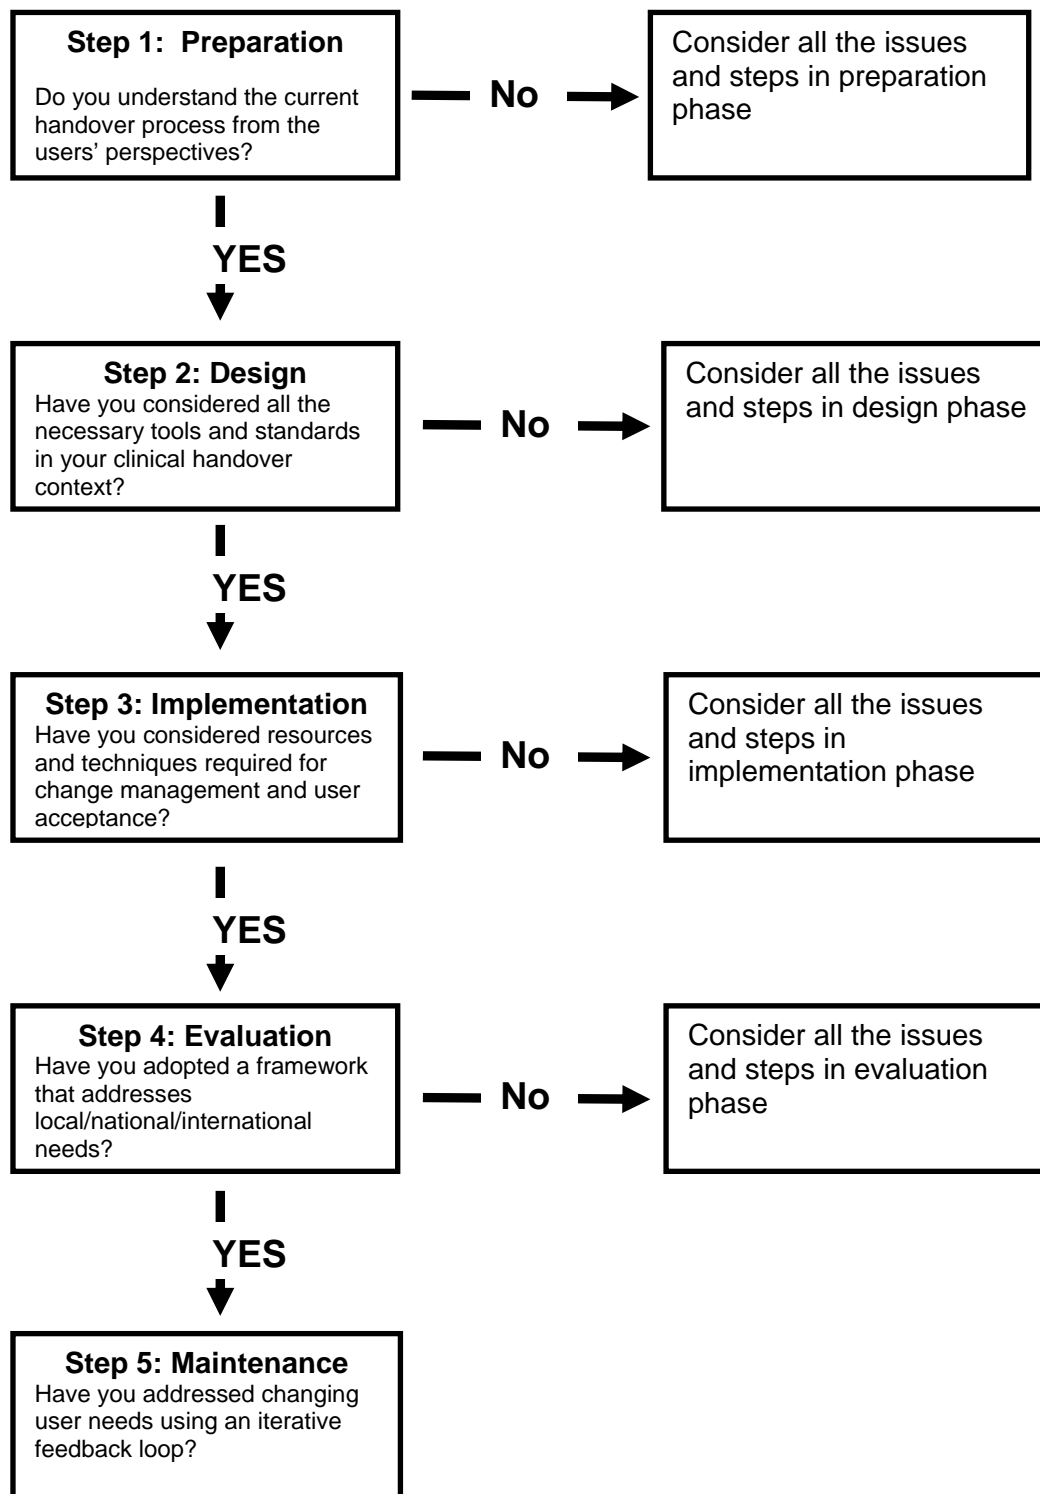 Step 1:  Preparation
Do you understand the current
handover process from the
users’ perspectives?
No
Consider all the issues
and steps in preparation
phase
YES
Step 2: Design
Have you considered all the
necessary tools and standards
in your clinical handover
context?
No
Consider all the issues
and steps in design phase
YES
Step 3: Implementation
Have you considered resources
and techniques required for
change management and user
acceptance?
No
Consider all the issues
and steps in
implementation phase
YES
Step 4: Evaluation
Have you adopted a framework
that addresses
local/national/international
needs?
No
Consider all the issues
and steps in evaluation
phase
YES
Step 5: Maintenance
Have you addressed changing
user needs using an iterative
feedback loop?